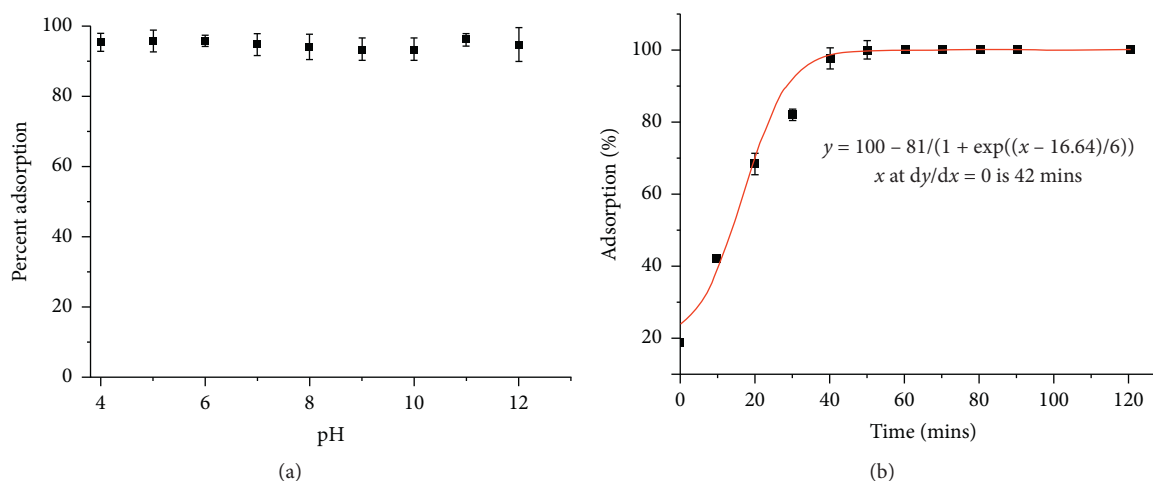 100
80
60
40
20
0
Percent adsorption
4
6
8
10
12
pH
(a)
100
80
60
40
20
Adsorption (%)
y = 100 – 81/(1 + exp((x – 16.64)/6))
x at dy/dx = 0 is 42 mins
0
20
40
60
80
100
120
Time (mins)
(b)